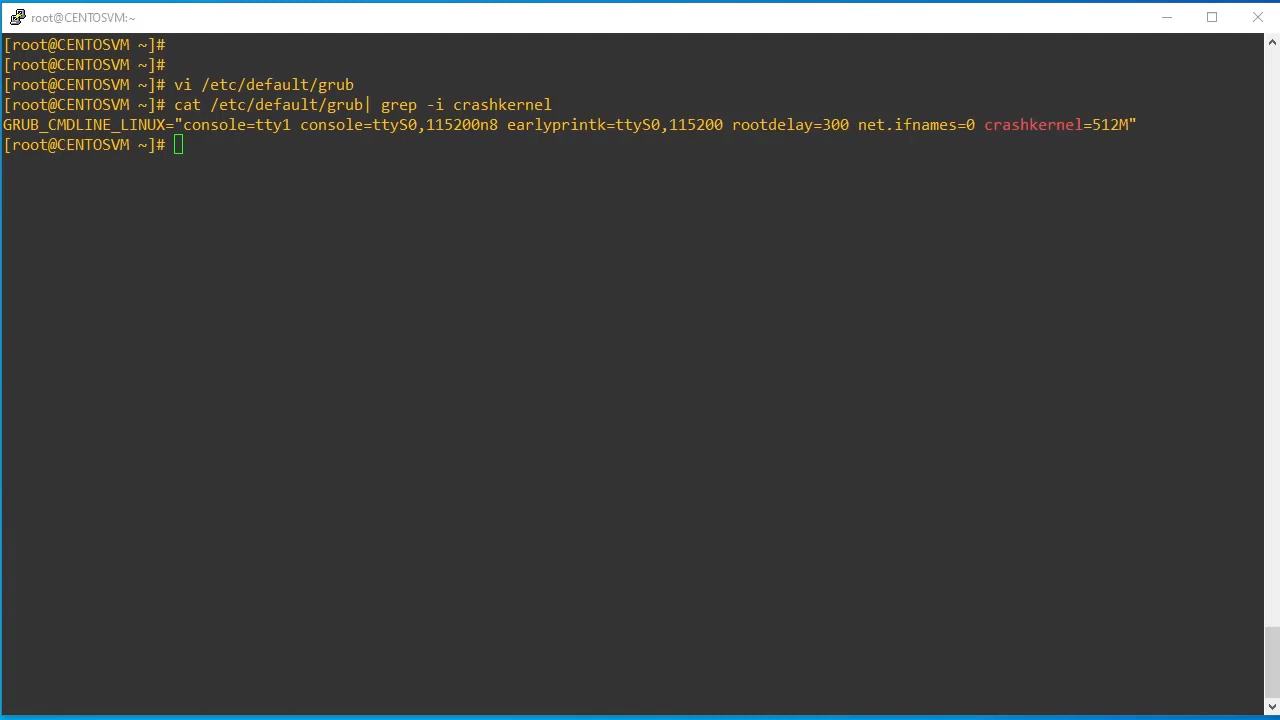 root@CENTOSVM:~
[root@CENTOSVM ~]#
[root@CENTOSVM ~]#
[root@CENTOSVM ~]# vi /etc/default/grub
[root@CENTOSVM ~]# cat /etc/default/grub| grep -i crashkernel
GRUB_CMDLINE_LINUX="console=tty1 console=ttyS0,115200n8 earlyprintk=ttyS0,115200 rootdelay=300 net.ifnames=0 crashkernel=512M"
[root@CENTOSVM ~]#